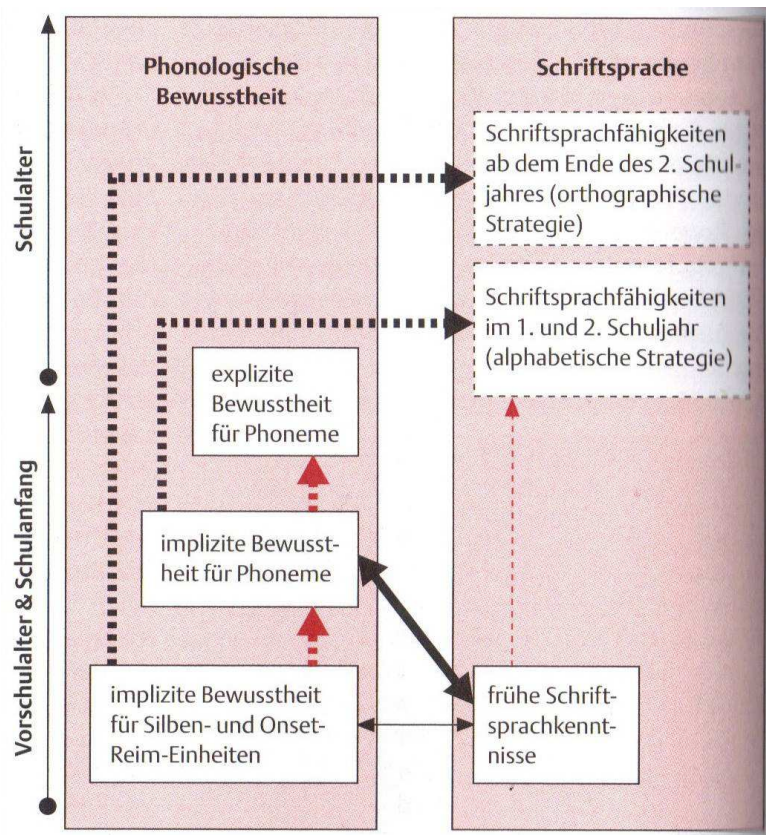 Phonologische
Bewusstheit
Schriftsprache
Schulalter
Schriftsprachfähigkeiten
ab dem Ende des 2. Schul-
jahres (orthographische
Strategie)
Schriftsprachfähigkeiten
im 1. und 2. Schuljahr
(alphabetische Strategie)
explizite
Bewusstheit
für Phoneme
Vorschulalter & Schulanfang
implizite Bewusst-
heit für Phoneme
implizite Bewusstheit
für Silben- und Onset-
Reim-Einheiten
frühe Schrift-
sprachkennt-
nisse